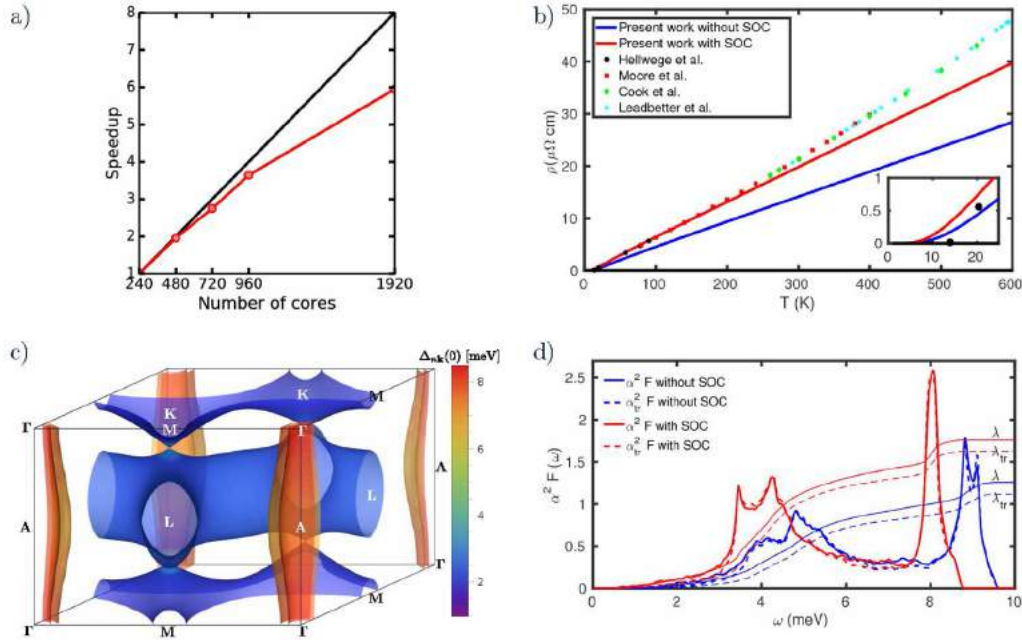 a)
Speedup
8
7
6
5
4
3
2
1
240 480 720 960 1920
Number of cores
b)
ρ(μΩ cm)
50
40
30
20
10
0
Present work without SOC
Present work with SOC
Hellwege et al.
Moore et al.
Cook et al.
Leadbetter et al.
1
0.5
0
0 10 20
0 100 200 300 400 500 600
T (K)
c)
Δnk(0) [meV]
8
6
4
2
K
K
M
M
Γ
Γ
L
L
A
A
A
Γ
M
Γ
M
Γ
d)
α² F (ω)
2.5
2
1.5
1
0.5
0
α² F without SOC
α²tr F without SOC
α² F with SOC
α²tr F with SOC
λ
λtr
λ
λtr
0 2 4 6 8 10
ω (meV)